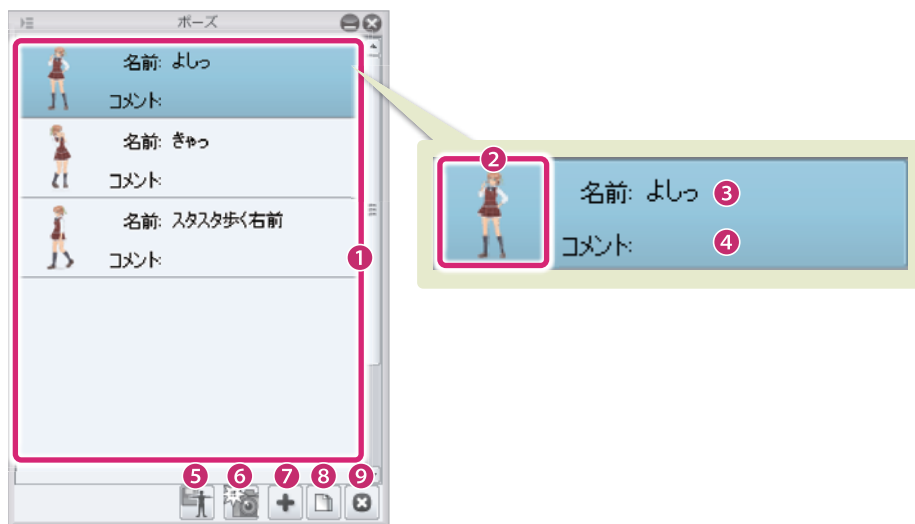 ポーズ
名前: よしっ
コメント:
名前: きゃっ
コメント:
名前: スタスタ歩く右前
コメント:
1
2
名前: よしっ 3
コメント: 4
5 6 7 8 9